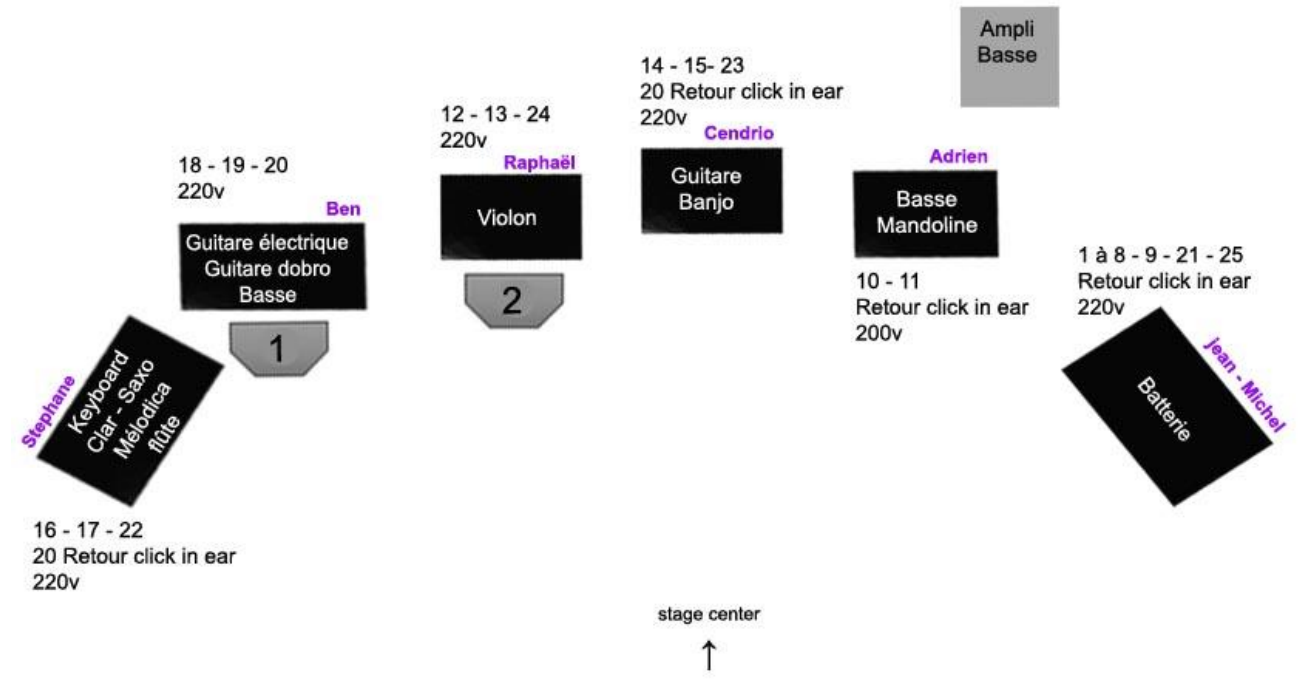 Ampli
Basse
14 - 15- 23
20 Retour click in ear
220v
Cendrio
Guitare
Banjo
12 - 13 - 24
220v
Raphaël
Violon
2
18 - 19 - 20
220v
Ben
Guitare électrique
Guitare dobro
Basse
1
Adrien
Basse
Mandoline
10 - 11
Retour click in ear
200v
1 à 8 - 9 - 21 - 25
Retour click in ear
220v
jean - Michel
Batterie
Stephane
Keyboard
Clar - Saxo
Mélodica
flûte
16 - 17 - 22
20 Retour click in ear
220v
stage center
↑